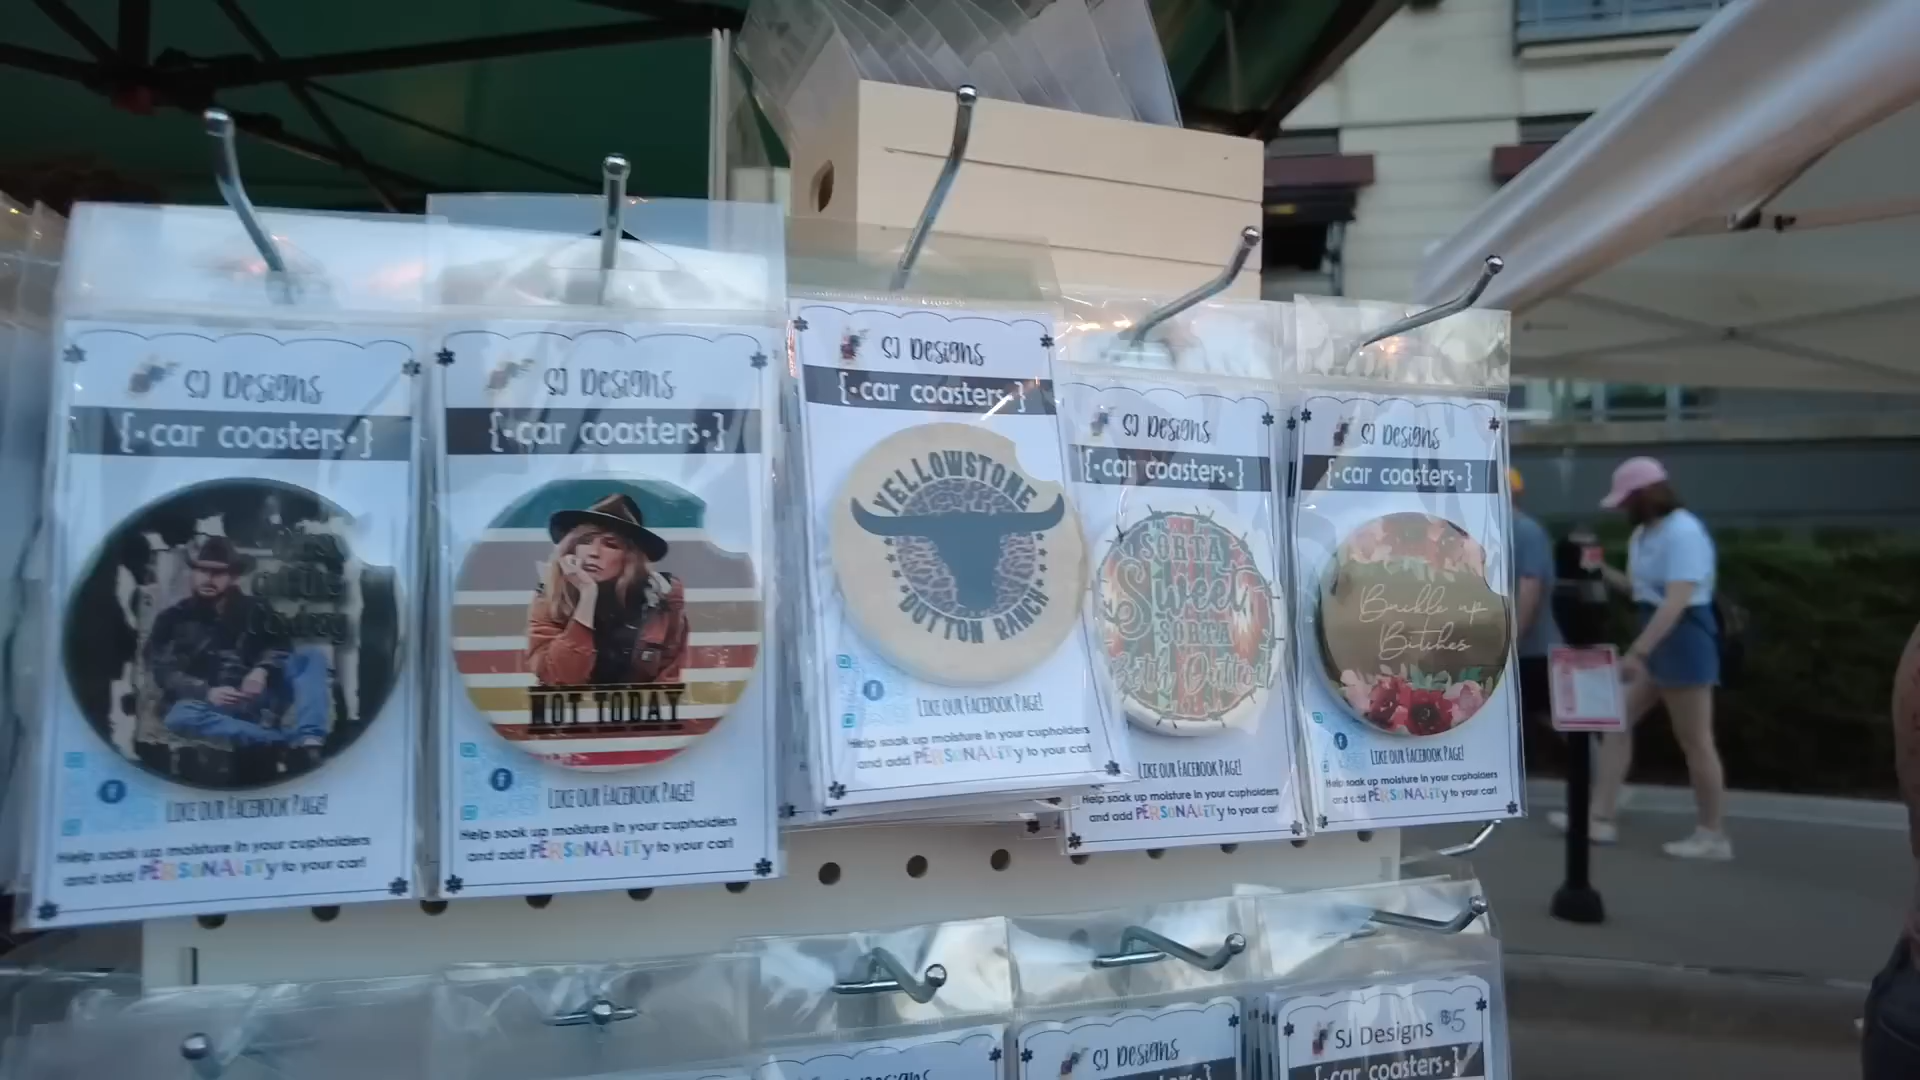 SJ Designs
{·car coasters·}
LIKE OUR FACEBOOK PAGE!
Help soak up moisture in your cupholders
and add PERSONALITY to your car!
SJ Designs
{·car coasters·}
NOT TODAY
LIKE OUR FACEBOOK PAGE!
Help soak up moisture in your cupholders
and add PERSONALITY to your car!
SJ Designs
{·car coasters·}
YELLOWSTONE
DUTTON RANCH
LIKE OUR FACEBOOK PAGE!
Help soak up moisture in your cupholders
and add PERSONALITY to your car!
SJ Designs
{·car coasters·}
SORTA
Sweet
SORTA
Beth Dutton
LIKE OUR FACEBOOK PAGE!
Help soak up moisture in your cupholders
and add PERSONALITY to your car!
SJ Designs
{·car coasters·}
Buckle up
Bitches
LIKE OUR FACEBOOK PAGE!
Help soak up moisture in your cupholders
and add PERSONALITY to your car!
SJ Designs
SJ Designs $5
{·car coasters·}